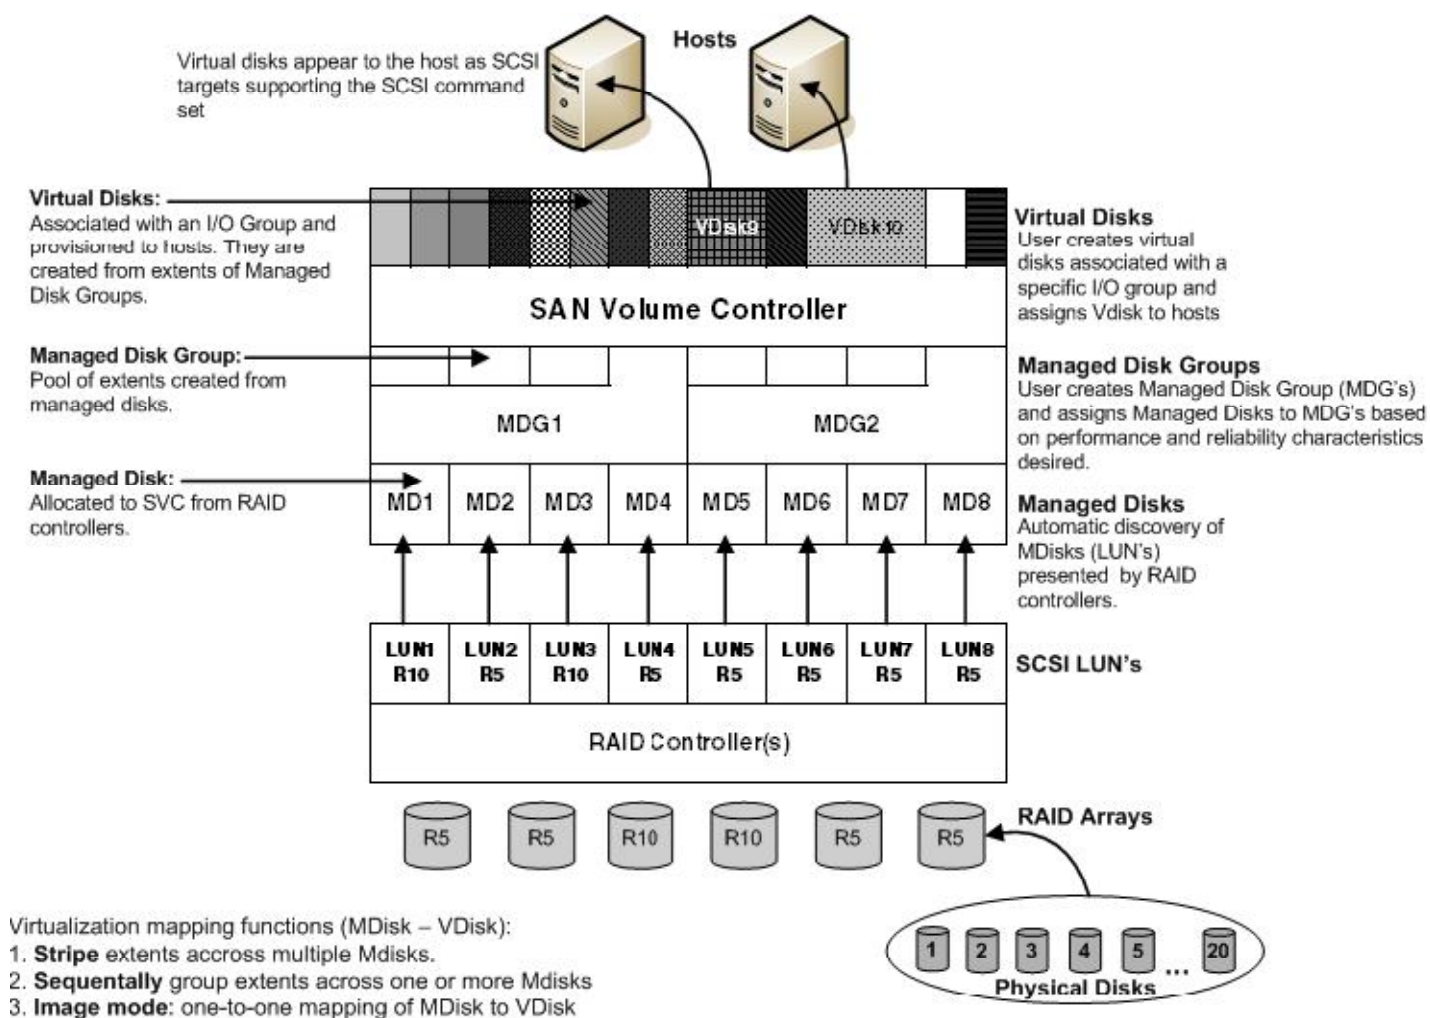 Hosts
Virtual disks appear to the host as SCSI
targets supporting the SCSI command
set
Virtual Disks:
Associated with an I/O Group and
provisioned to hosts. They are
created from extents of Managed
Disk Groups.
VDisk9
VDisk10
Virtual Disks
User creates virtual
disks associated with a
specific I/O group and
assigns Vdisk to hosts
SAN Volume Controller
Managed Disk Group:
Pool of extents created from
managed disks.
MDG1
MDG2
Managed Disk Groups
User creates Managed Disk Group (MDG's)
and assigns Managed Disks to MDG's based
on performance and reliability characteristics
desired.
Managed Disk:
Allocated to SVC from RAID
controllers.
MD1 MD2 MD3 MD4 MD5 MD6 MD7 MD8
Managed Disks
Automatic discovery of
MDisks (LUN's)
presented by RAID
controllers.
LUN1 LUN2 LUN3 LUN4 LUN5 LUN6 LUN7 LUN8
R10 R5 R10 R5 R5 R5 R5 R5
SCSI LUN's
RAID Controller(s)
R5 R5 R10 R10 R5 R5
RAID Arrays
1 2 3 4 5 ... 20
Physical Disks
Virtualization mapping functions (MDisk – VDisk):
1. Stripe extents accross multiple Mdisks.
2. Sequentally group extents across one or more Mdisks
3. Image mode: one-to-one mapping of MDisk to VDisk